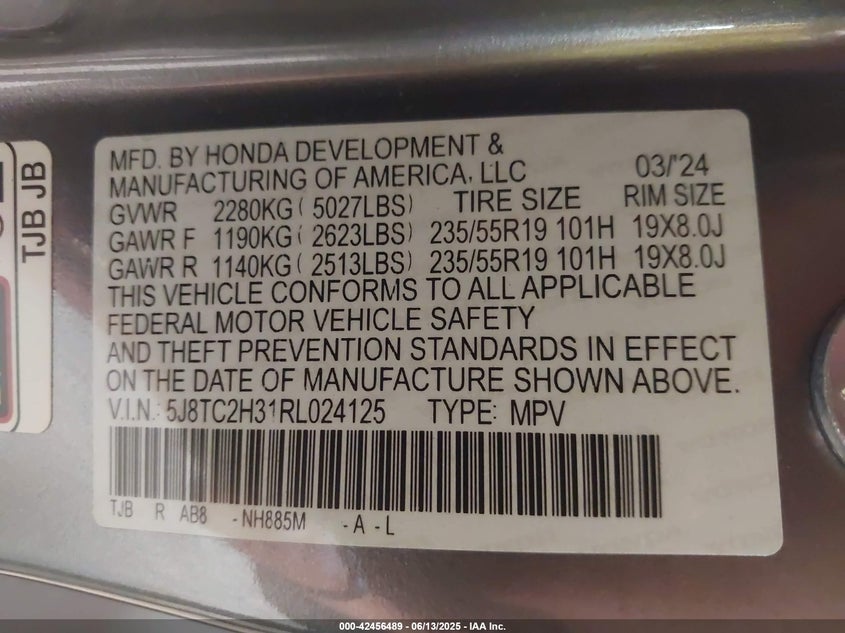 TJB JB
MFD. BY HONDA DEVELOPMENT &
MANUFACTURING OF AMERICA, LLC 03/'24
GVWR 2280KG ( 5027LBS) TIRE SIZE RIM SIZE
GAWR F 1190KG ( 2623LBS) 235/55R19 101H 19X8.0J
GAWR R 1140KG ( 2513LBS) 235/55R19 101H 19X8.0J
THIS VEHICLE CONFORMS TO ALL APPLICABLE
FEDERAL MOTOR VEHICLE SAFETY
AND THEFT PREVENTION STANDARDS IN EFFECT
ON THE DATE OF MANUFACTURE SHOWN ABOVE.
V.I.N.: 5J8TC2H31RL024125 TYPE: MPV
TJB R AB8 -NH885M -A -L
000-42456489 - 06/13/2025 - IAA Inc.